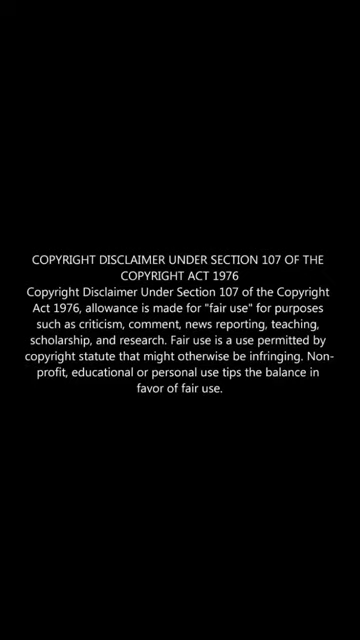 COPYRIGHT DISCLAIMER UNDER SECTION 107 OF THE
COPYRIGHT ACT 1976
Copyright Disclaimer Under Section 107 of the Copyright
Act 1976, allowance is made for "fair use" for purposes
such as criticism, comment, news reporting, teaching,
scholarship, and research. Fair use is a use permitted by
copyright statute that might otherwise be infringing. Non-
profit, educational or personal use tips the balance in
favor of fair use.